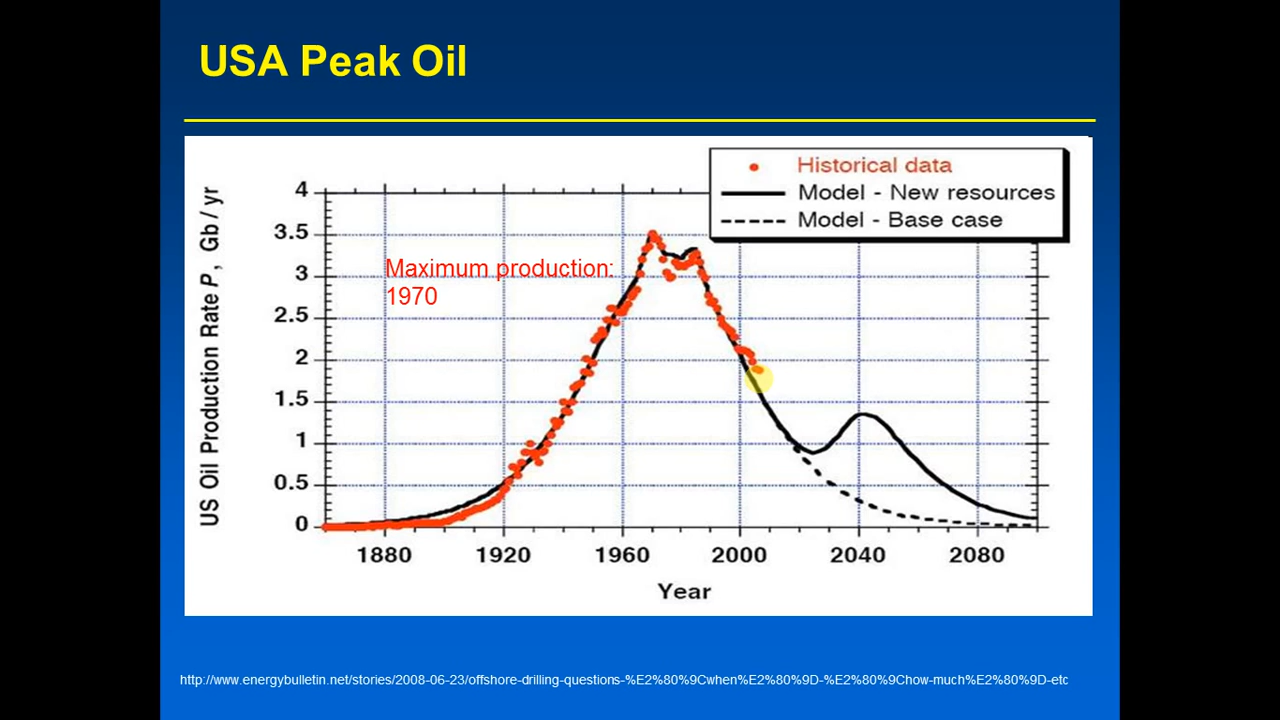 USA Peak Oil
Historical data
Model - New resources
Model - Base case
US Oil Production Rate P, Gb / yr
4
3.5
3
2.5
2
1.5
1
0.5
0
Maximum production:
1970
1880 1920 1960 2000 2040 2080
Year
http://www.energybulletin.net/stories/2008-06-23/offshore-drilling-questions-%E2%80%9Cwhen%E2%80%9D-%E2%80%9Chow-much%E2%80%9D-etc